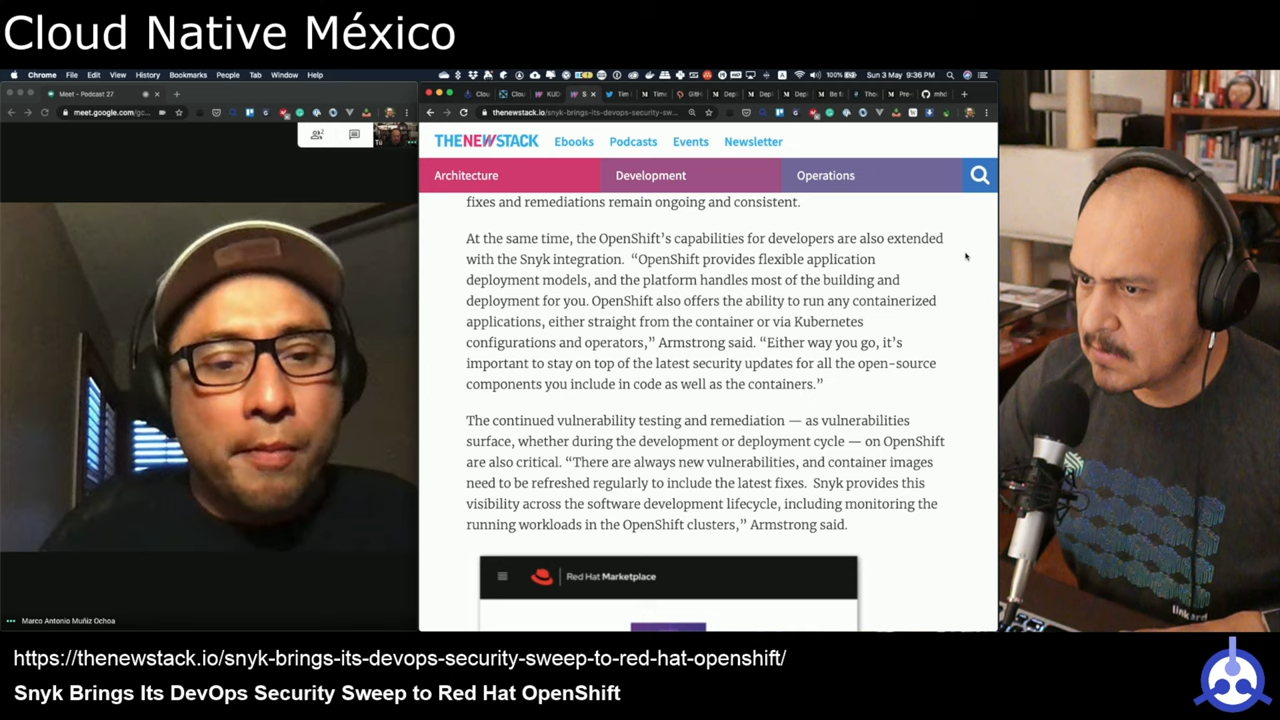 Cloud Native México
Chrome File Edit View History Bookmarks People Tab Window Help
100% Sun 3 May 9:36 PM
Meet – Podcast 27
meet.google.com/gc...
thenewstack.io/snyk-brings-its-devops-security-sw...
THENEWSTACK Ebooks Podcasts Events Newsletter
Architecture Development Operations
fixes and remediations remain ongoing and consistent.
At the same time, the OpenShift’s capabilities for developers are also extended
with the Snyk integration. “OpenShift provides flexible application
deployment models, and the platform handles most of the building and
deployment for you. OpenShift also offers the ability to run any containerized
applications, either straight from the container or via Kubernetes
configurations and operators,” Armstrong said. “Either way you go, it’s
important to stay on top of the latest security updates for all the open-source
components you include in code as well as the containers.”
The continued vulnerability testing and remediation — as vulnerabilities
surface, whether during the development or deployment cycle — on OpenShift
are also critical. “There are always new vulnerabilities, and container images
need to be refreshed regularly to include the latest fixes. Snyk provides this
visibility across the software development lifecycle, including monitoring the
running workloads in the OpenShift clusters,” Armstrong said.
Red Hat Marketplace
Marco Antonio Muñiz Ochoa
https://thenewstack.io/snyk-brings-its-devops-security-sweep-to-red-hat-openshift/
Snyk Brings Its DevOps Security Sweep to Red Hat OpenShift